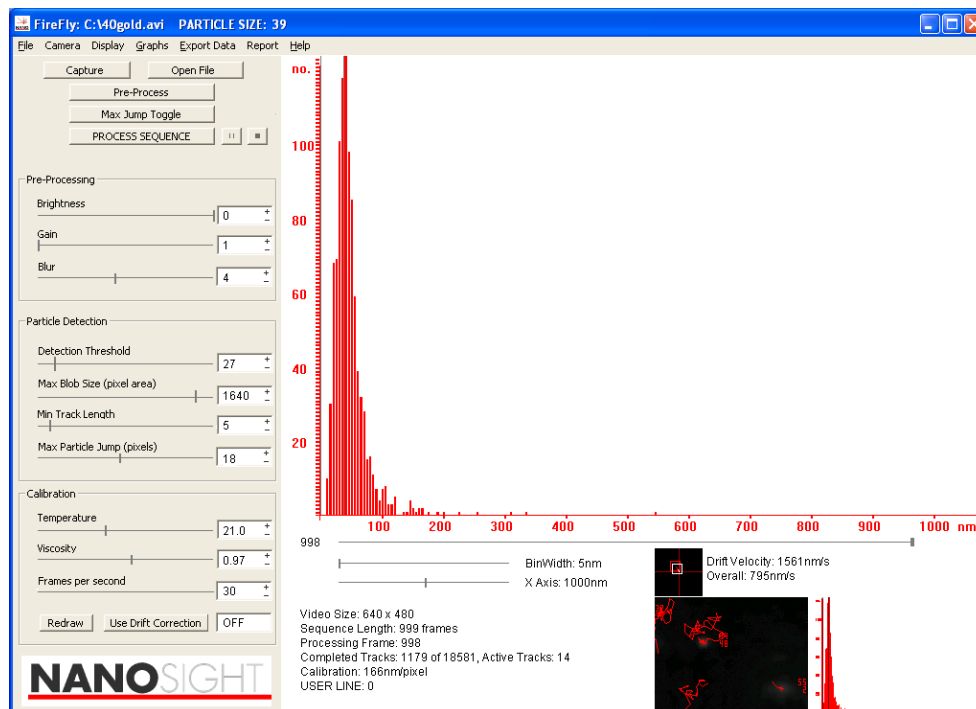 FireFly: C:\40gold.avi PARTICLE SIZE: 39
File Camera Display Graphs Export Data Report Help
Capture Open File
Pre-Process
Max Jump Toggle
PROCESS SEQUENCE
Pre-Processing
Brightness
0
Gain
1
Blur
4
Particle Detection
Detection Threshold
27
Max Blob Size (pixel area)
1640
Min Track Length
5
Max Particle Jump (pixels)
18
Calibration
Temperature
21.0
Viscosity
0.97
Frames per second
30
Redraw Use Drift Correction OFF
NANOSIGHT
no.
100
80
60
40
20
100 200 300 400 500 600 700 800 900 1000 nm
998
BinWidth: 5nm
X Axis: 1000nm
Drift Velocity: 1561nm/s
Overall: 795nm/s
Video Size: 640 x 480
Sequence Length: 999 frames
Processing Frame: 998
Completed Tracks: 1179 of 18581, Active Tracks: 14
Calibration: 166nm/pixel
USER LINE: 0